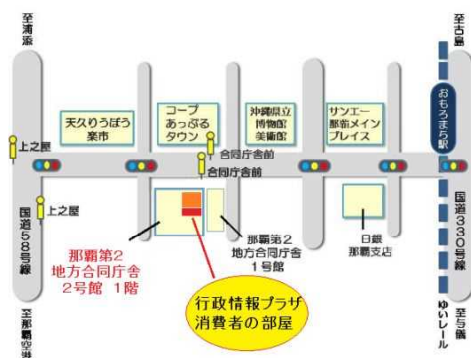 至浦添
至古島
天久りうぼう
楽市
コープ
あっぷる
タウン
沖縄県立
博物館
美術館
サンエー
那覇メイン
プレイス
おもろまち駅
上之屋
合同庁舎前
合同庁舎前
上之屋
国道58号線
国道330号線
那覇第2
地方合同庁舎
2号館 1階
那覇第2
地方合同庁舎
1号館
日銀
那覇支店
行政情報プラザ
消費者の部屋
至那覇空港
ゆいレール
至与儀